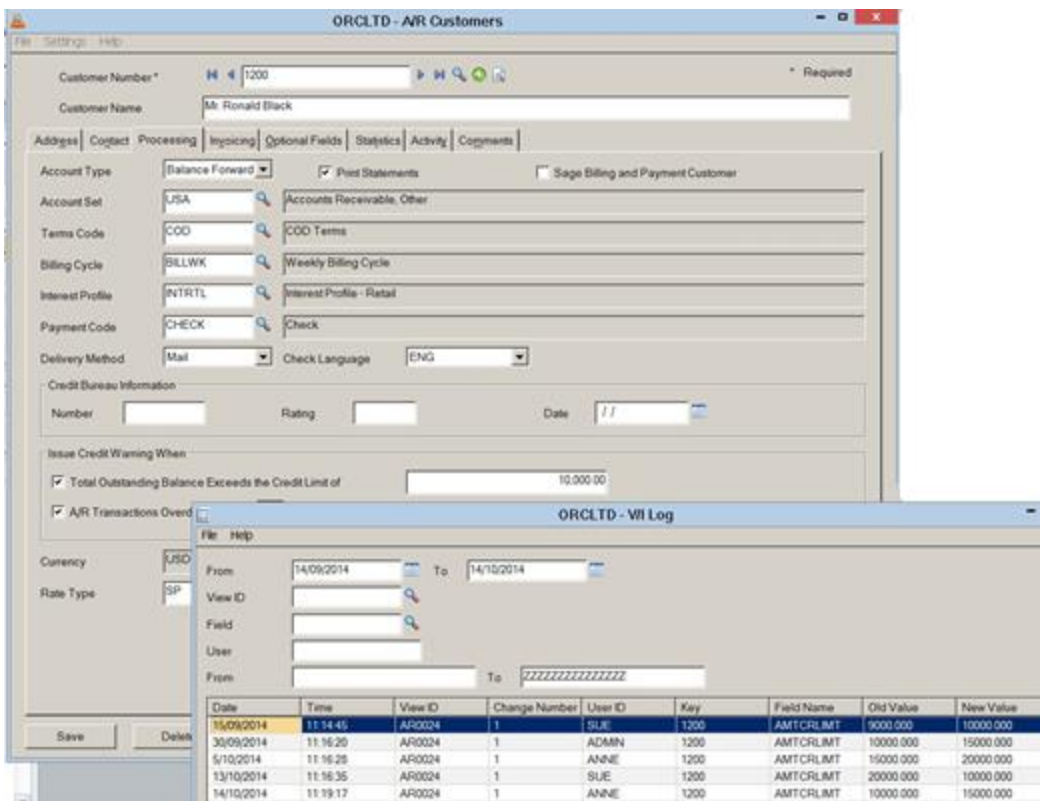 ORCLTD - A/R Customers
File Settings Help
Customer Number * 1200 * Required
Customer Name Mr. Ronald Black
Address Contact Processing Invoicing Optional Fields Statistics Activity Comments
Account Type Balance Forward Print Statements Sage Billing and Payment Customer
Account Set USA Accounts Receivable, Other
Terms Code COD COD Terms
Billing Cycle BILLWK Weekly Billing Cycle
Interest Profile INTRTL Interest Profile - Retail
Payment Code CHECK Check
Delivery Method Mail Check Language ENG
Credit Bureau Information
Number Rating Date / /
Issue Credit Warning When
Total Outstanding Balance Exceeds the Credit Limit of 10,000.00
A/R Transactions Overd
Currency USD
Rate Type SP
Save Delet
ORCLTD - VII Log
File Help
From 14/09/2014 To 14/10/2014
View ID
Field
User
From To ZZZZZZZZZZZZZZZ
Date Time View ID Change Number User ID Key Field Name Old Value New Value
15/09/2014 11:14:45 AR0024 1 SUE 1200 AMTCRLIMT 9000.000 10000.000
30/09/2014 11:16:20 AR0024 1 ADMIN 1200 AMTCRLIMT 10000.000 15000.000
5/10/2014 11:16:28 AR0024 1 ANNE 1200 AMTCRLIMT 15000.000 20000.000
13/10/2014 11:16:35 AR0024 1 SUE 1200 AMTCRLIMT 20000.000 10000.000
14/10/2014 11:19:17 AR0024 1 ANNE 1200 AMTCRLIMT 10000.000 15000.000